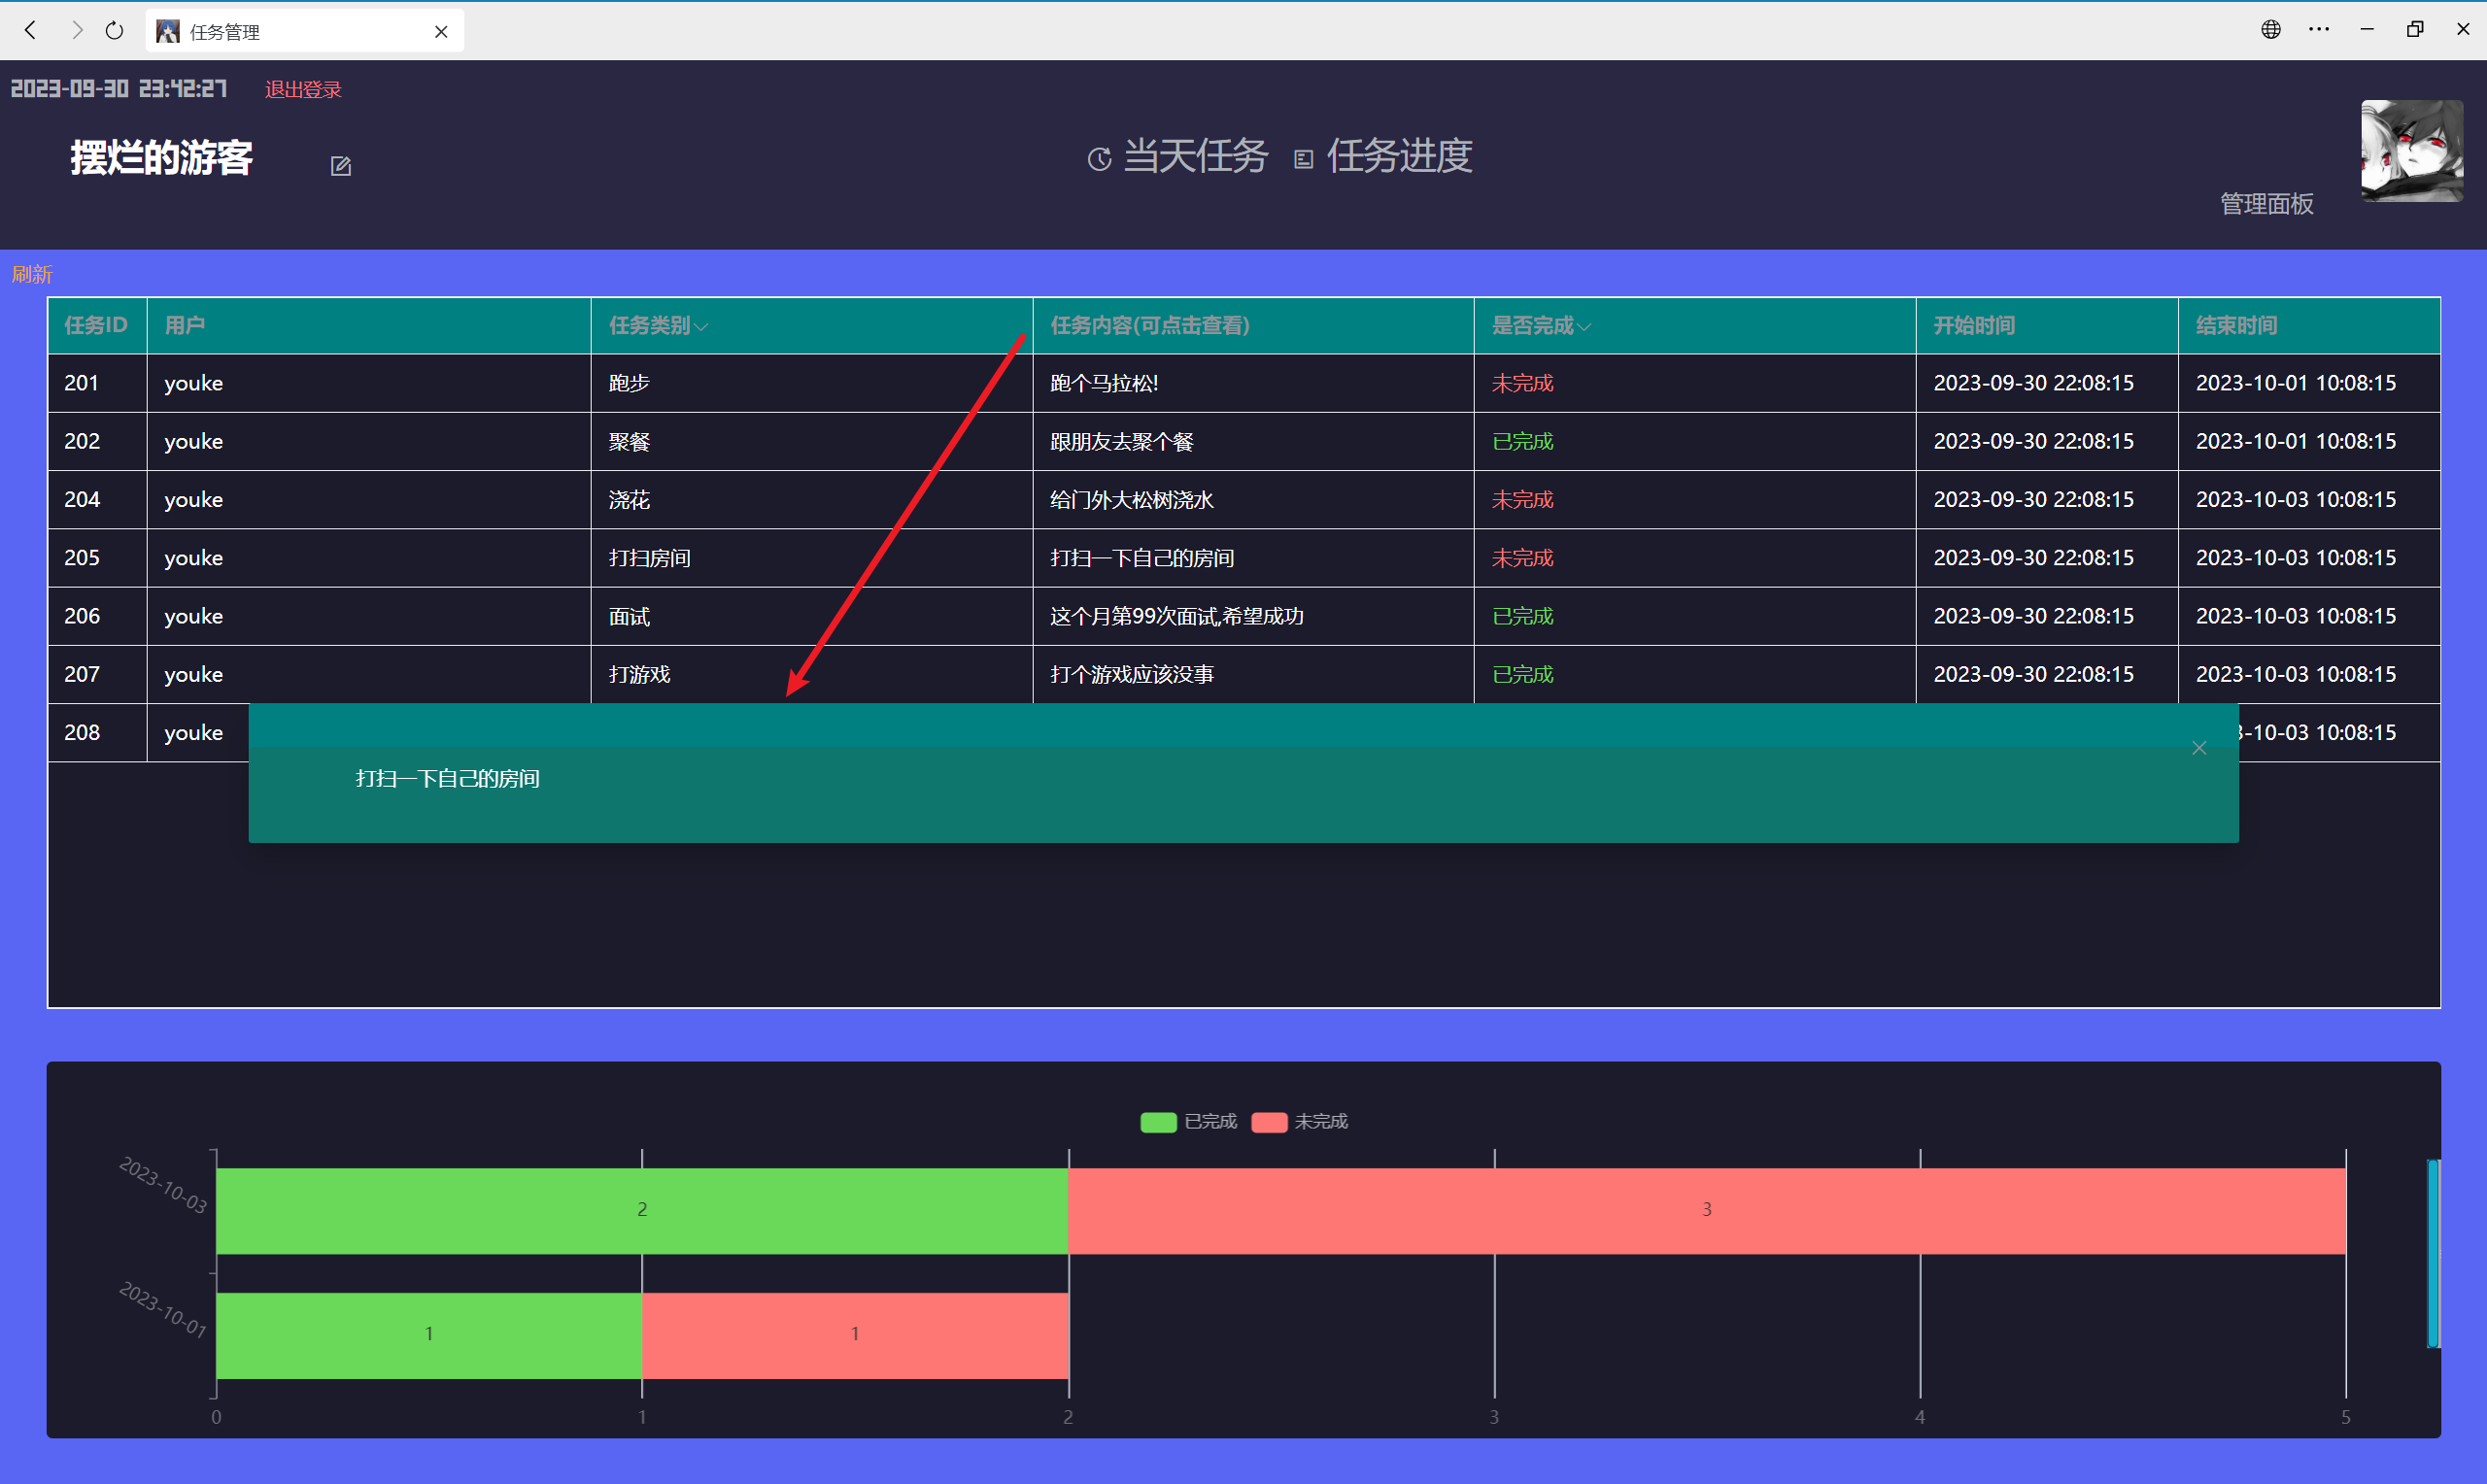 任务管理
2023-09-30 23:42:27 退出登录
摆烂的游客 当天任务 任务进度
管理面板
刷新
任务ID 用户 任务类别 任务内容(可点击查看) 是否完成 开始时间 结束时间
201 youke 跑步 跑个马拉松! 未完成 2023-09-30 22:08:15 2023-10-01 10:08:15
202 youke 聚餐 跟朋友去聚个餐 已完成 2023-09-30 22:08:15 2023-10-01 10:08:15
204 youke 浇花 给门外大松树浇水 未完成 2023-09-30 22:08:15 2023-10-03 10:08:15
205 youke 打扫房间 打扫一下自己的房间 未完成 2023-09-30 22:08:15 2023-10-03 10:08:15
206 youke 面试 这个月第99次面试,希望成功 已完成 2023-09-30 22:08:15 2023-10-03 10:08:15
207 youke 打游戏 打个游戏应该没事 已完成 2023-09-30 22:08:15 2023-10-03 10:08:15
208 youke -10-03 10:08:15
打扫一下自己的房间
已完成 未完成
2023-10-03 2 3
2023-10-01 1 1
0 1 2 3 4 5